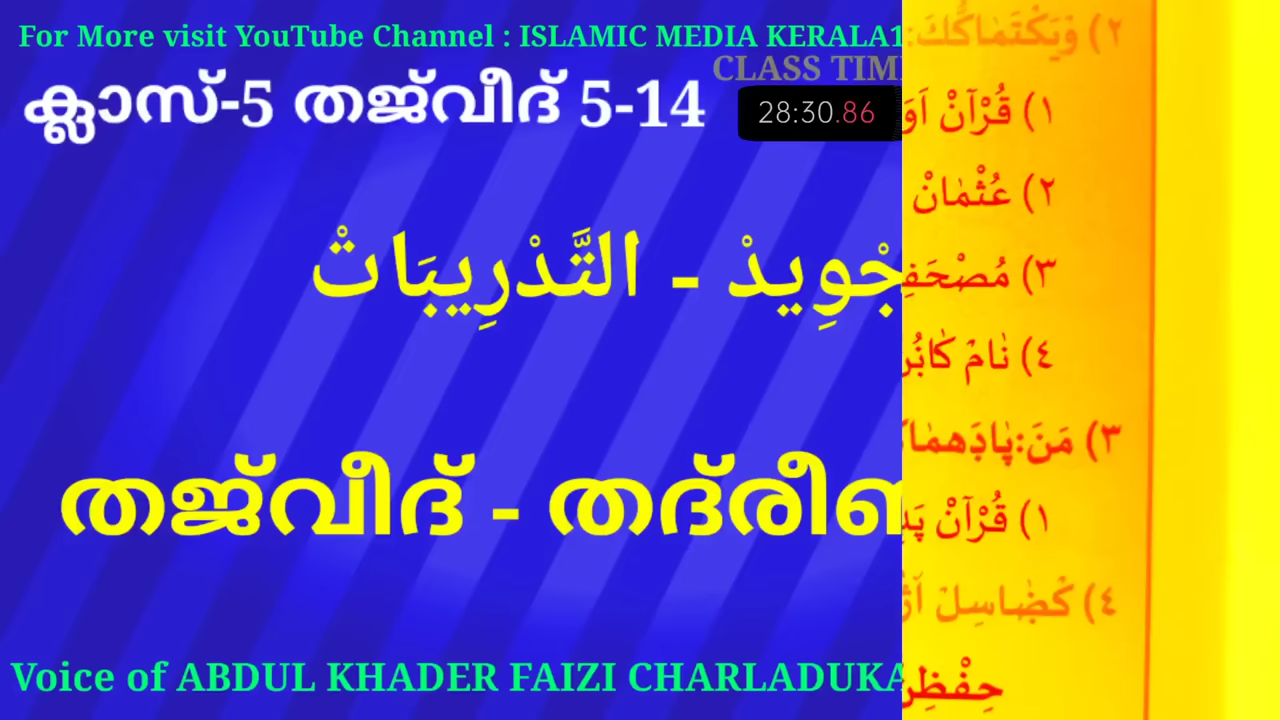 For More visit YouTube Channel : ISLAMIC MEDIA KERALA1
CLASS TIM
ക്ലാസ്-5 തജ്‌വീദ് 5-14
28:30.86
جْوِيدْ - التَّدْرِيبَاتْ
തജ്‌വീദ് - തദ്‌രീബ
Voice of ABDUL KHADER FAIZI CHARLADUKA
٢)
١) قُرْآنْ
٢) عُثْمٰانْ
٣) مُصْحَفِ
٤) نٰامْ
٣) مَنَ:
١) قُرْآنْ
٤)
حِفْظِ